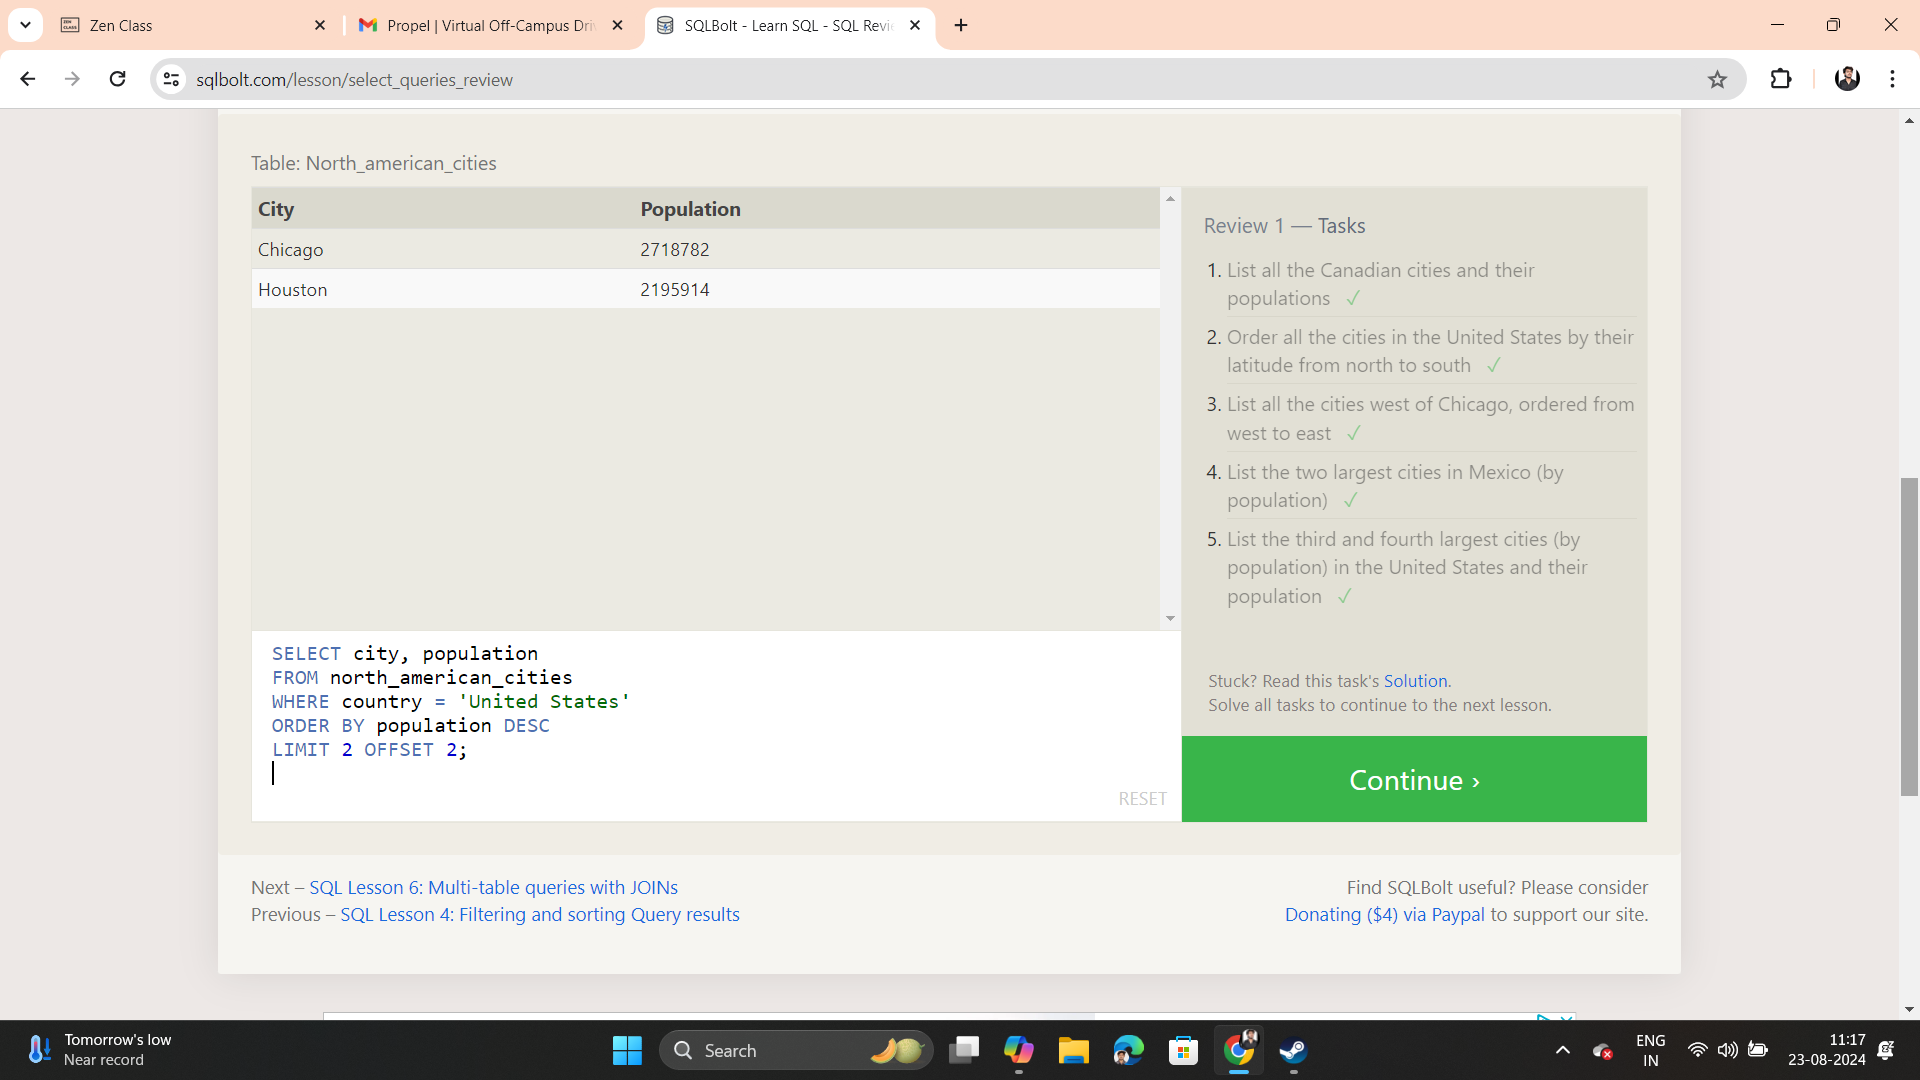 Zen Class
Propel | Virtual Off-Campus Dri
SQLBolt - Learn SQL - SQL Revie
sqlbolt.com/lesson/select_queries_review
Table: North_american_cities
City Population
Chicago 2718782
Houston 2195914
Review 1 — Tasks
1. List all the Canadian cities and their
populations ✓
2. Order all the cities in the United States by their
latitude from north to south ✓
3. List all the cities west of Chicago, ordered from
west to east ✓
4. List the two largest cities in Mexico (by
population) ✓
5. List the third and fourth largest cities (by
population) in the United States and their
population ✓
Stuck? Read this task's Solution.
Solve all tasks to continue to the next lesson.
Continue ›
SELECT city, population
FROM north_american_cities
WHERE country = 'United States'
ORDER BY population DESC
LIMIT 2 OFFSET 2;
RESET
Next – SQL Lesson 6: Multi-table queries with JOINs
Previous – SQL Lesson 4: Filtering and sorting Query results
Find SQLBolt useful? Please consider
Donating ($4) via Paypal to support our site.
Tomorrow's low
Near record
Search
ENG
IN
11:17
23-08-2024